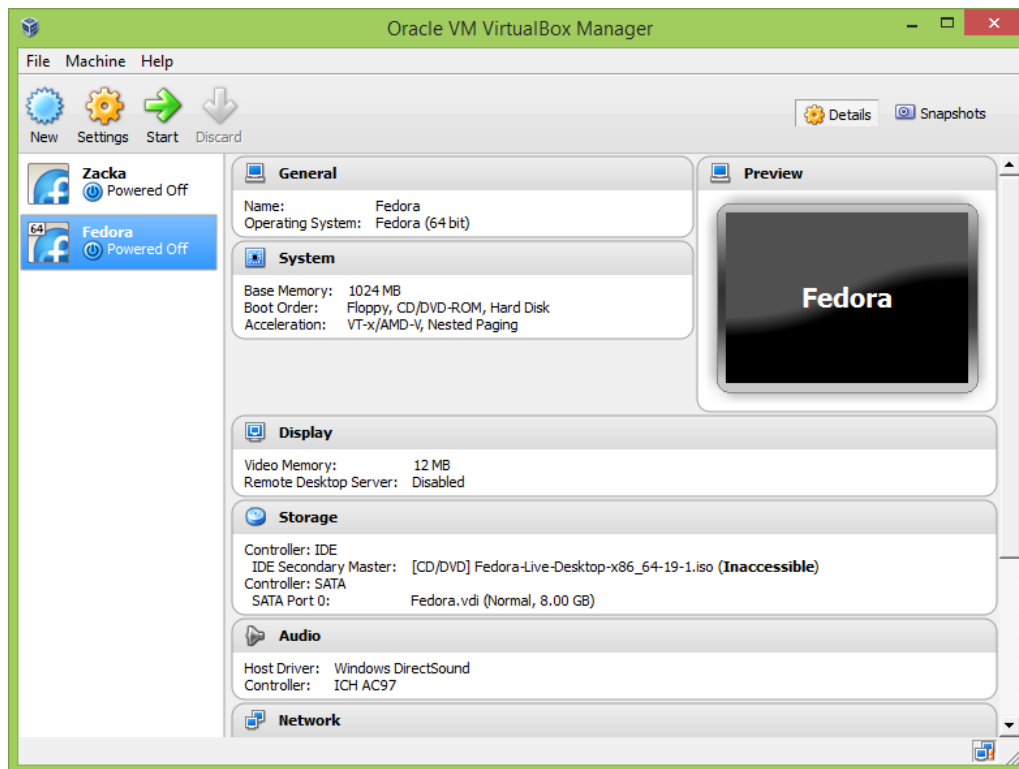 Oracle VM VirtualBox Manager
File Machine Help
New Settings Start Discard
Details Snapshots
Zacka
Powered Off
64
Fedora
Powered Off
General
Name: Fedora
Operating System: Fedora (64 bit)
System
Base Memory: 1024 MB
Boot Order: Floppy, CD/DVD-ROM, Hard Disk
Acceleration: VT-x/AMD-V, Nested Paging
Preview
Fedora
Display
Video Memory: 12 MB
Remote Desktop Server: Disabled
Storage
Controller: IDE
IDE Secondary Master: [CD/DVD] Fedora-Live-Desktop-x86_64-19-1.iso (Inaccessible)
Controller: SATA
SATA Port 0: Fedora.vdi (Normal, 8.00 GB)
Audio
Host Driver: Windows DirectSound
Controller: ICH AC97
Network